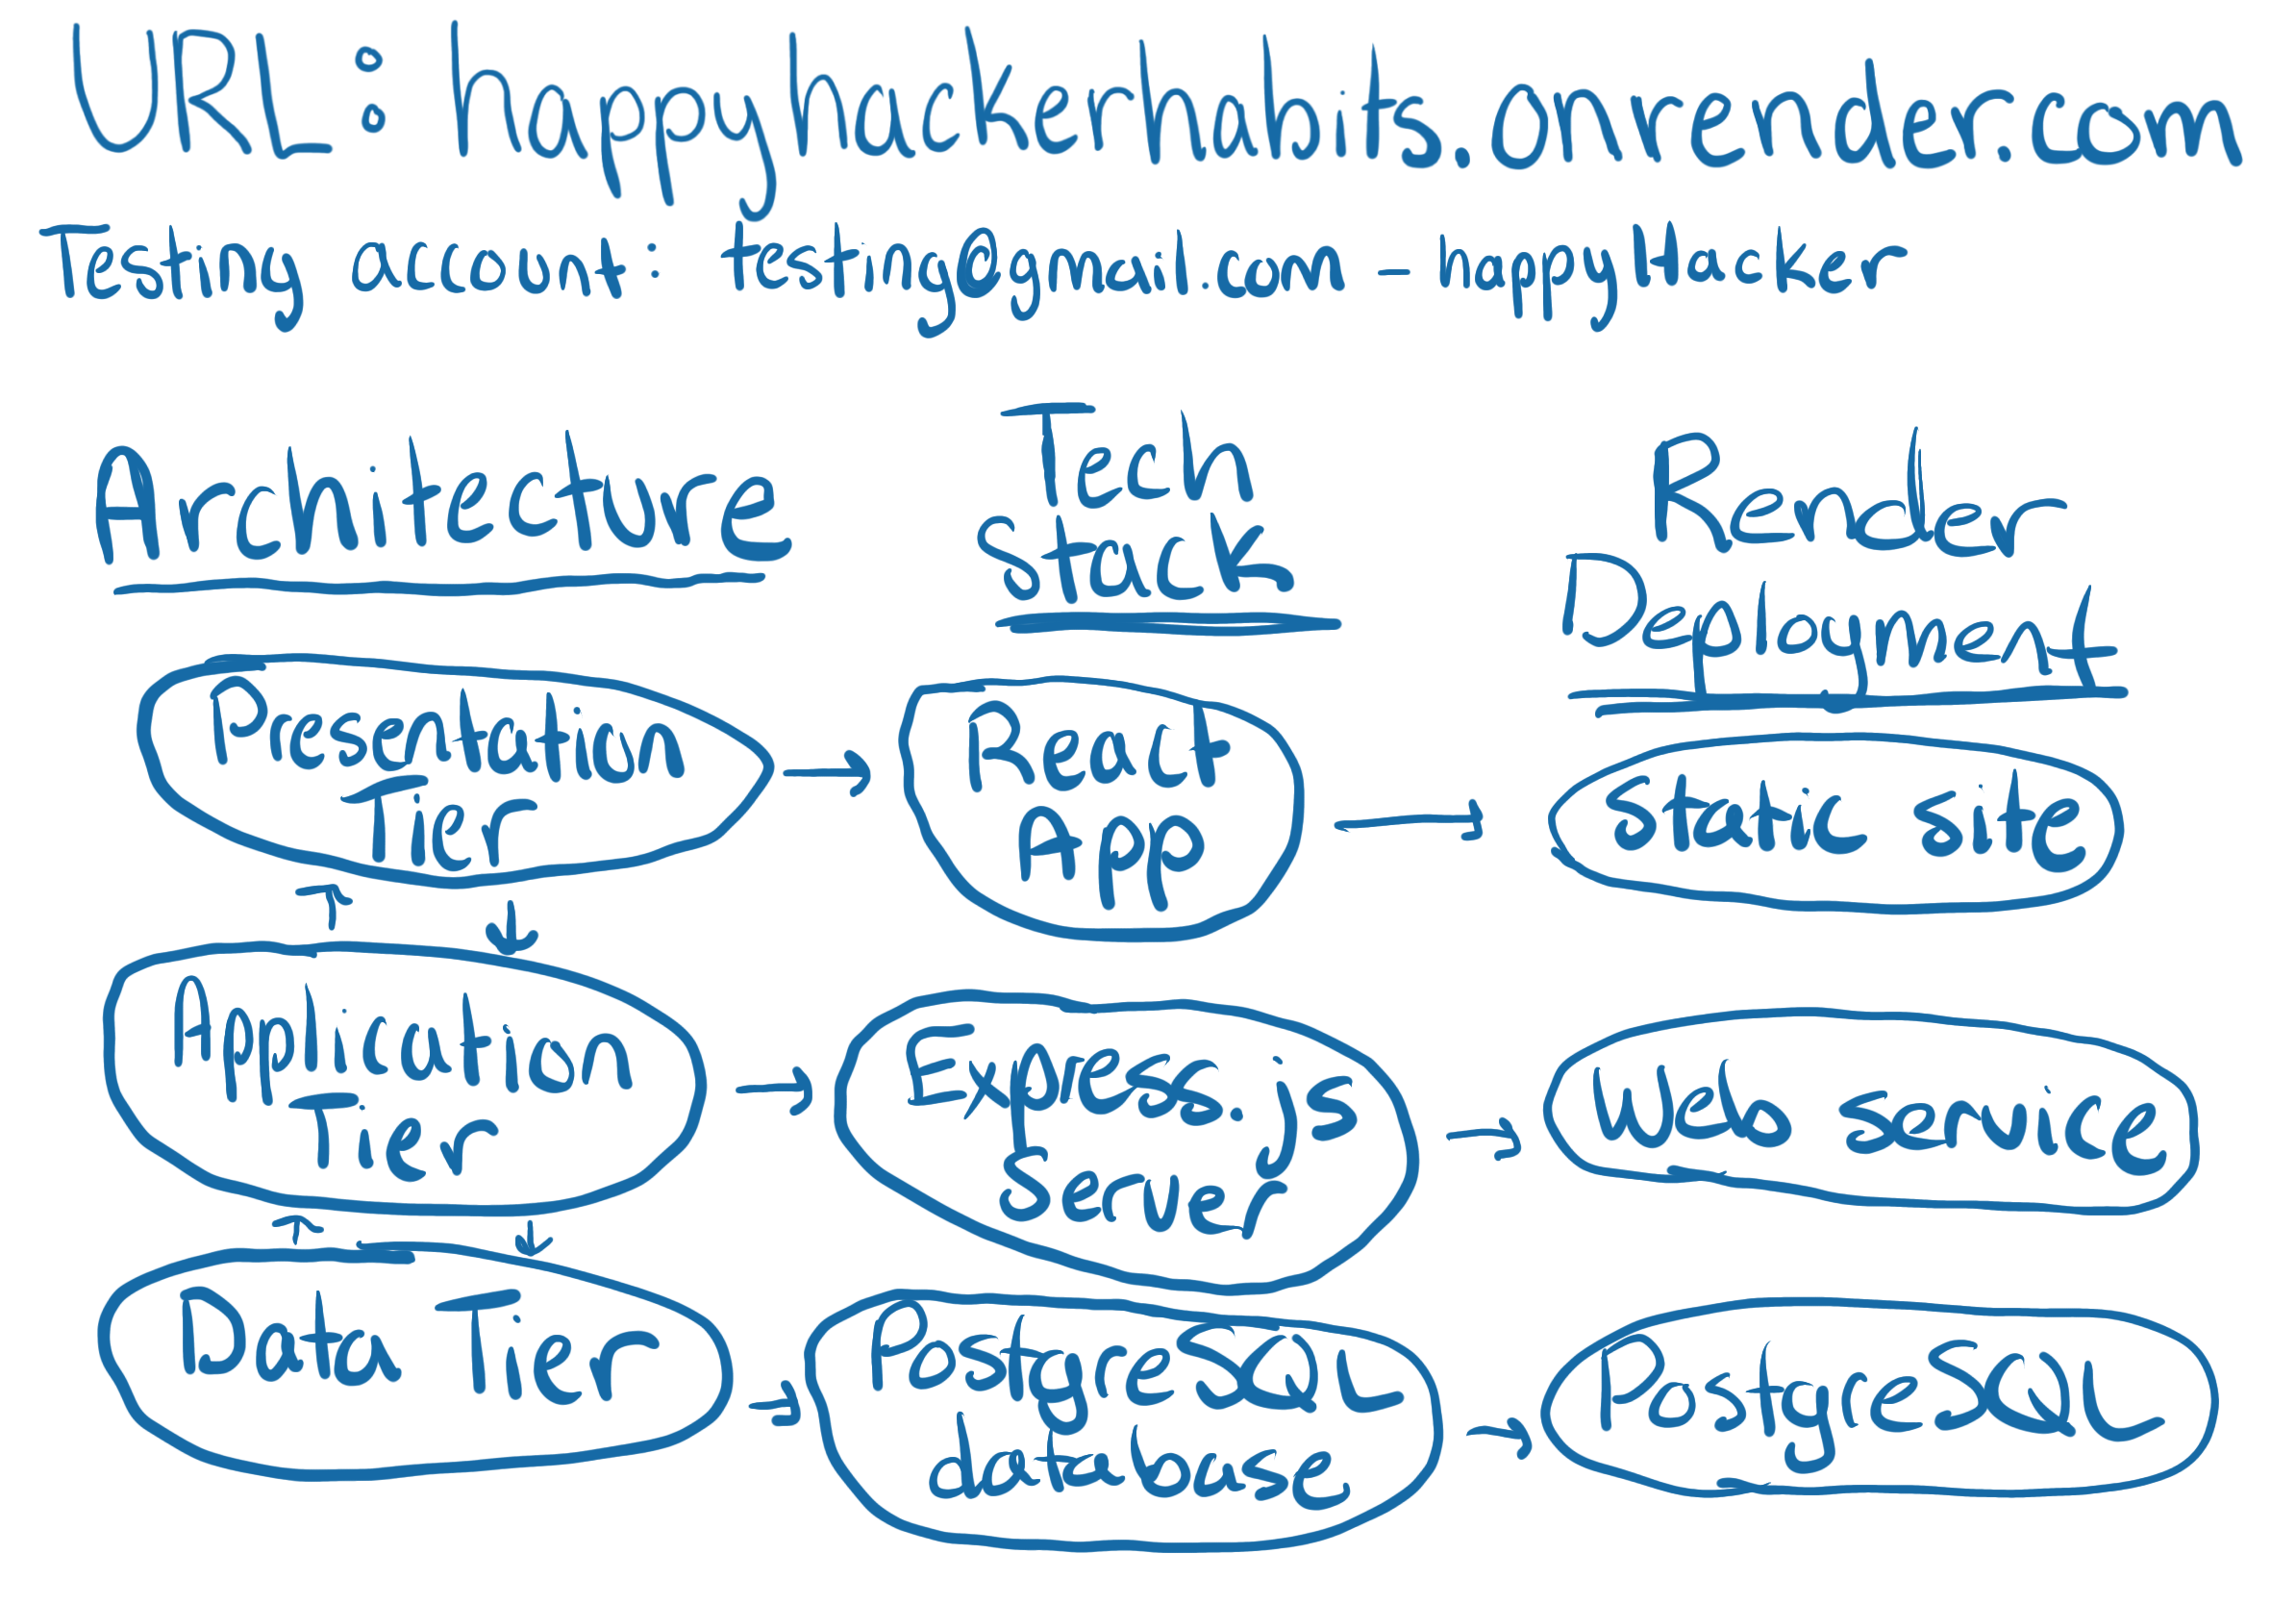 URL: happyhackerhabits.onrender.com
Testing account: testing@gmail.com - happyHacker
Architecture
Tech
Stack
Render
Deployment
Presentation
Tier
React
App
Static site
Application
Tier
Express.js
Server
Web service
Data Tier
PostgreSQL
database
PostgreSQL